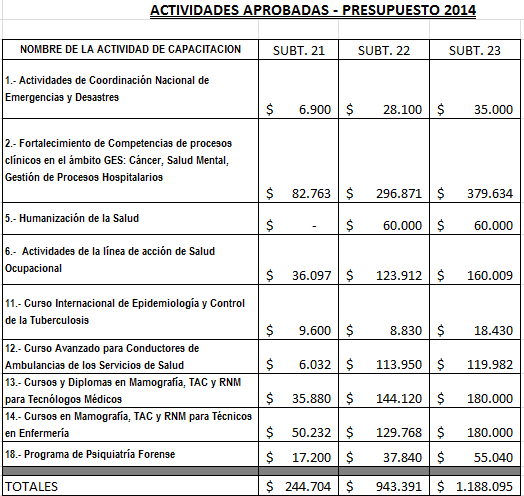 ACTIVIDADES APROBADAS - PRESUPUESTO 2014
NOMBRE DE LA ACTIVIDAD DE CAPACITACION SUBT. 21 SUBT. 22 SUBT. 23
1.- Actividades de Coordinación Nacional de
Emergencias y Desastres
$ 6.900 $ 28.100 $ 35.000
2.- Fortalecimiento de Competencias de procesos
clínicos en el ámbito GES: Cáncer, Salud Mental,
Gestión de Procesos Hospitalarios
$ 82.763 $ 296.871 $ 379.634
5.- Humanización de la Salud
$ - $ 60.000 $ 60.000
6.- Actividades de la línea de acción de Salud
Ocupacional
$ 36.097 $ 123.912 $ 160.009
11.- Curso Internacional de Epidemiología y Control
de la Tuberculosis
$ 9.600 $ 8.830 $ 18.430
12.- Curso Avanzado para Conductores de
Ambulancias de los Servicios de Salud $ 6.032 $ 113.950 $ 119.982
13.- Cursos y Diplomas en Mamografía, TAC y RNM
para Tecnólogos Médicos $ 35.880 $ 144.120 $ 180.000
14.- Cursos en Mamografía, TAC y RNM para Técnicos
en Enfermería $ 50.232 $ 129.768 $ 180.000
18.- Programa de Psiquiatría Forense $ 17.200 $ 37.840 $ 55.040
TOTALES $ 244.704 $ 943.391 $ 1.188.095